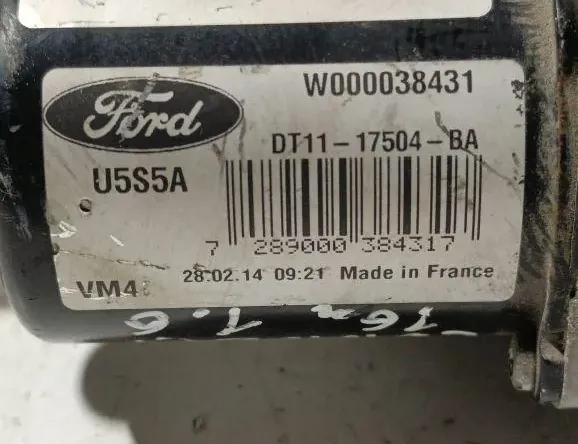 W000038431
Ford
DT11-17504-BA
U5S5A
7 289000 384317
28.02.14 09:21 Made in France
VM4